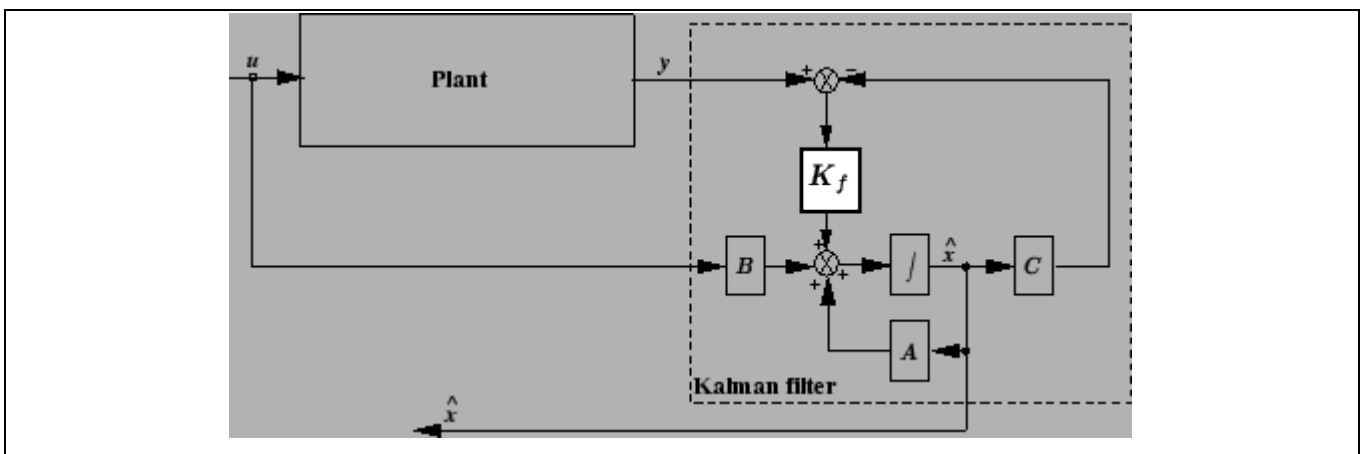 u
Plant
y
+
−
K_f
+
B
+
+
∫
x̂
C
A
Kalman filter
x̂